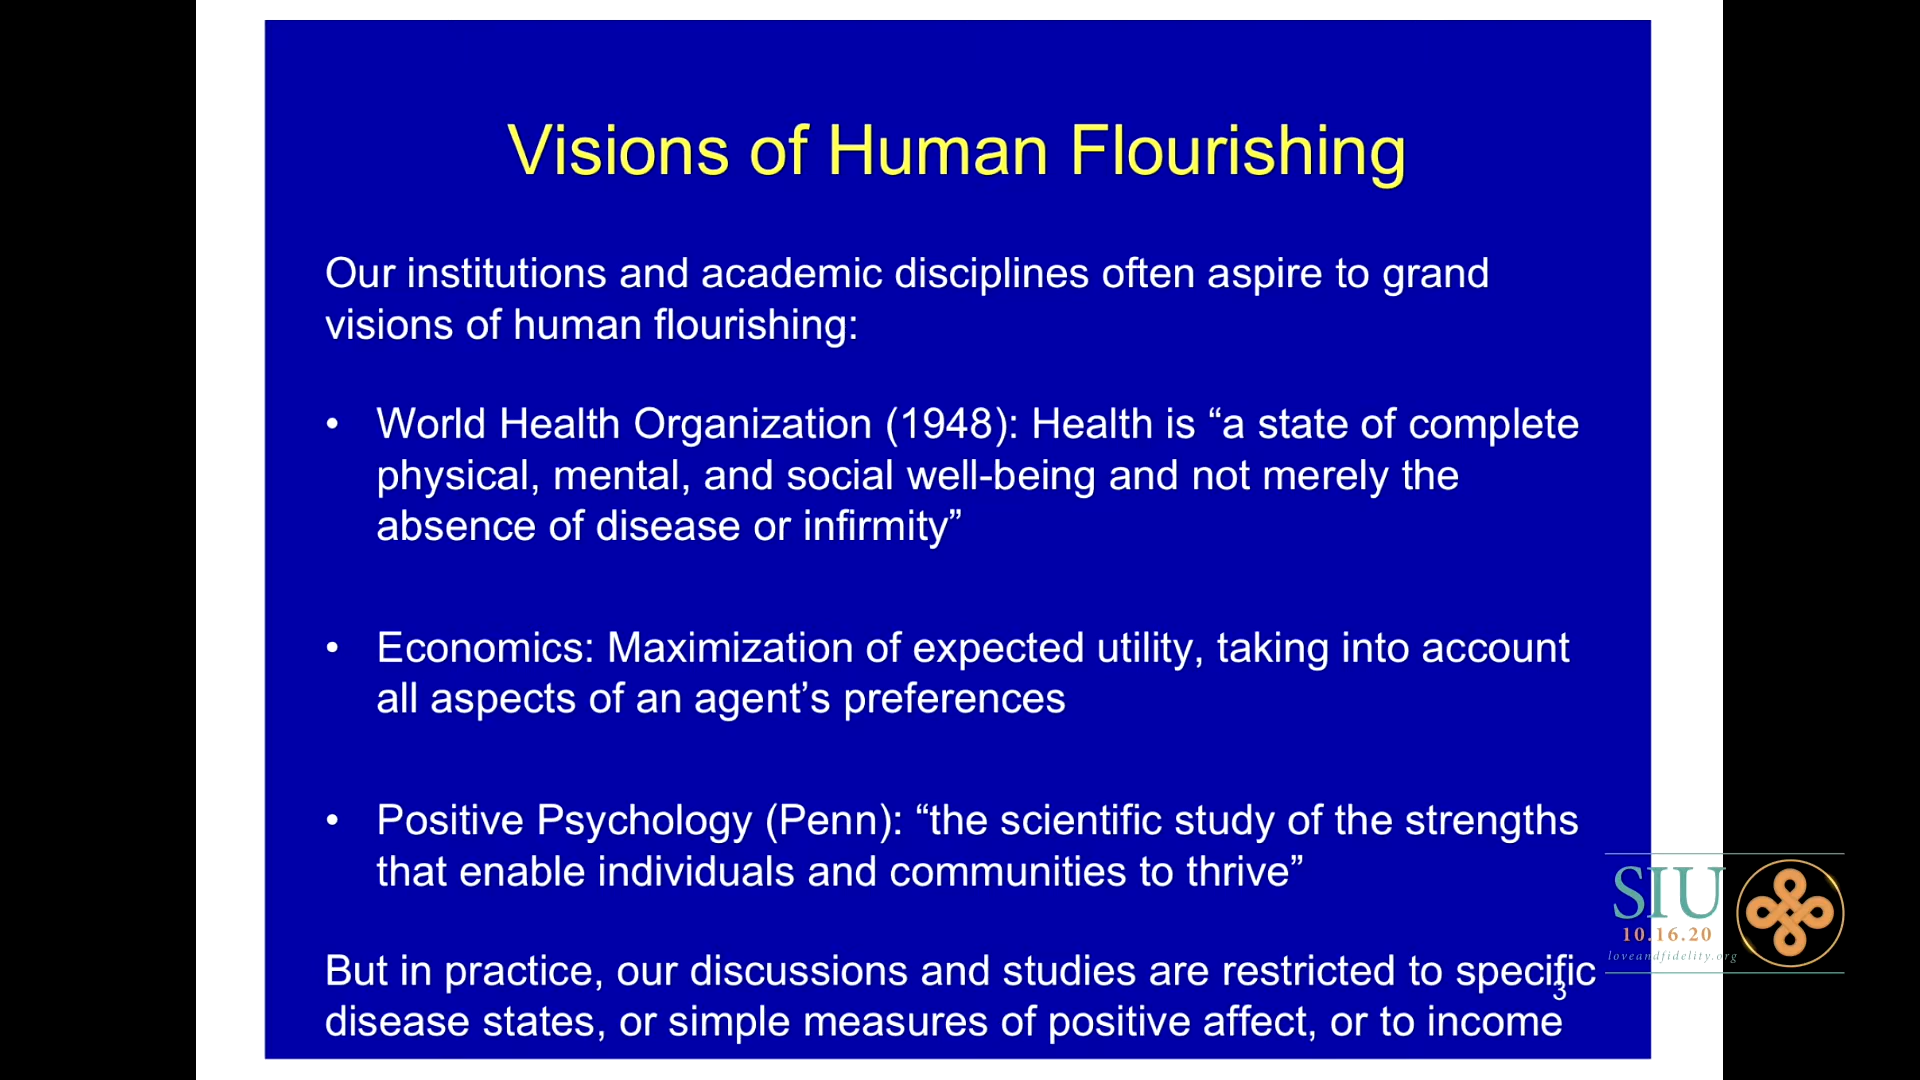 Visions of Human Flourishing
Our institutions and academic disciplines often aspire to grand
visions of human flourishing:
• World Health Organization (1948): Health is “a state of complete
physical, mental, and social well-being and not merely the
absence of disease or infirmity”
• Economics: Maximization of expected utility, taking into account
all aspects of an agent’s preferences
• Positive Psychology (Penn): “the scientific study of the strengths
that enable individuals and communities to thrive”
But in practice, our discussions and studies are restricted to specific
disease states, or simple measures of positive affect, or to income
3
SIU
10.16.20
loveandfidelity.org